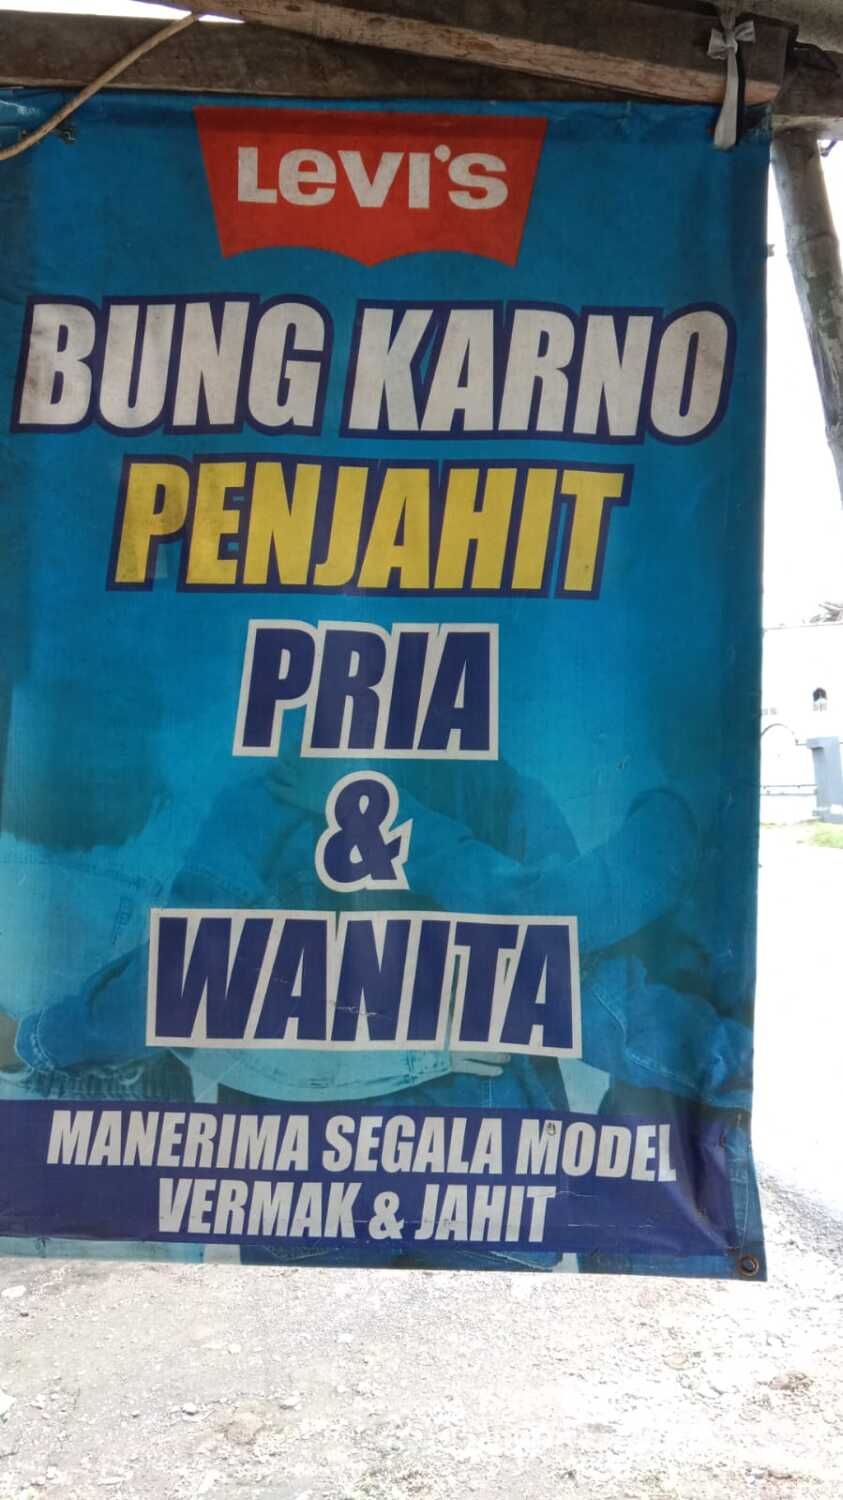 Levi's
BUNG KARNO
PENJAHIT
PRIA
&
WANITA
MANERIMA SEGALA MODEL
VERMAK & JAHIT